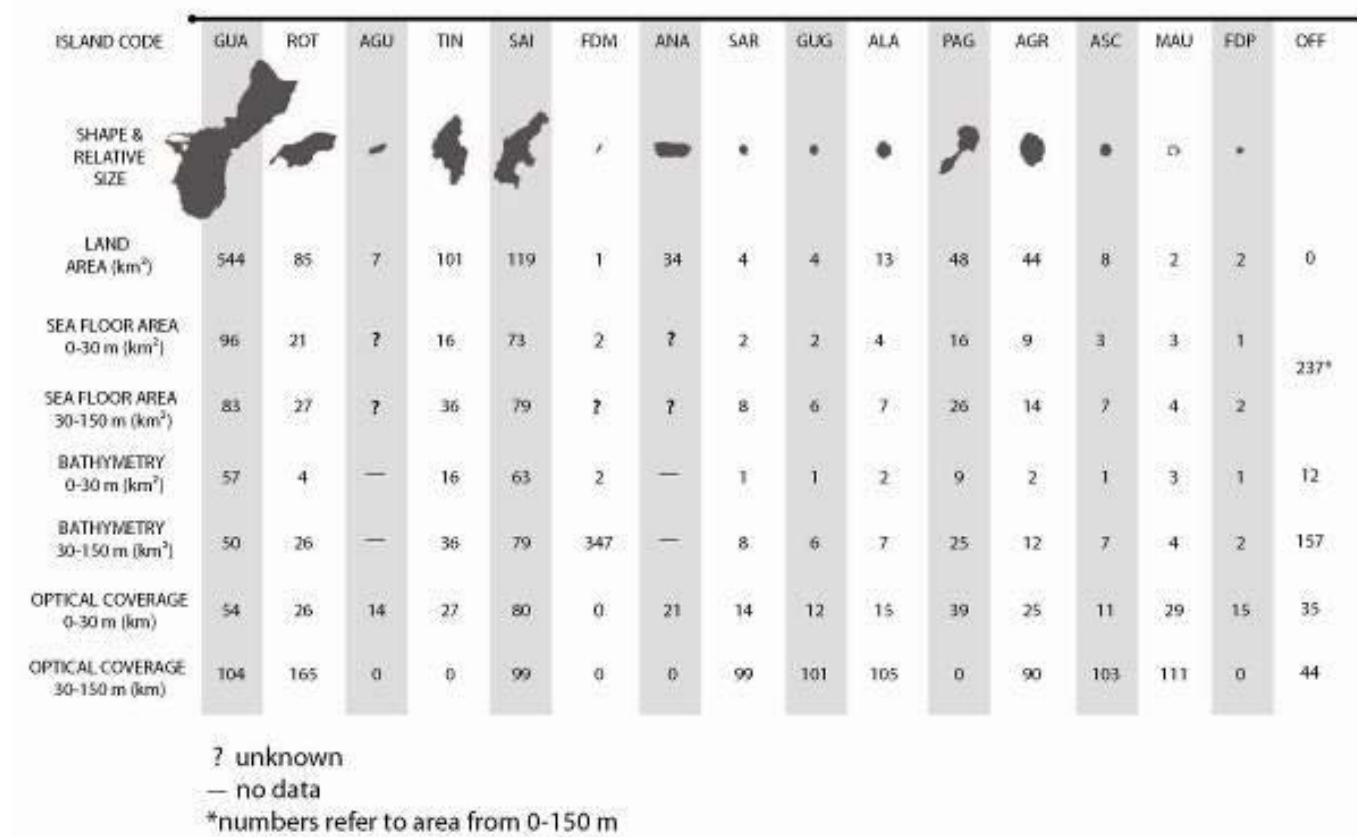 ISLAND CODE GUA ROT AGU TIN SAI FDM ANA SAR GUG ALA PAG AGR ASC MAU FDP OFF
SHAPE &
RELATIVE
SIZE
LAND
AREA (km²) 544 85 7 101 119 1 34 4 4 13 48 44 8 2 2 0
SEA FLOOR AREA
0-30 m (km²) 96 21 ? 16 73 2 ? 2 2 4 16 9 3 3 1
237*
SEA FLOOR AREA
30-150 m (km²) 83 27 ? 36 79 ? ? 8 6 7 26 14 7 4 2
BATHYMETRY
0-30 m (km²) 57 4 — 16 63 2 — 1 1 2 9 2 1 3 1 12
BATHYMETRY
30-150 m (km²) 50 26 — 36 79 347 — 8 6 7 25 12 7 4 2 157
OPTICAL COVERAGE
0-30 m (km) 54 26 14 27 80 0 21 14 12 15 39 25 11 29 15 35
OPTICAL COVERAGE
30-150 m (km) 104 165 0 0 99 0 0 99 101 105 0 90 103 111 0 44
? unknown
— no data
*numbers refer to area from 0-150 m